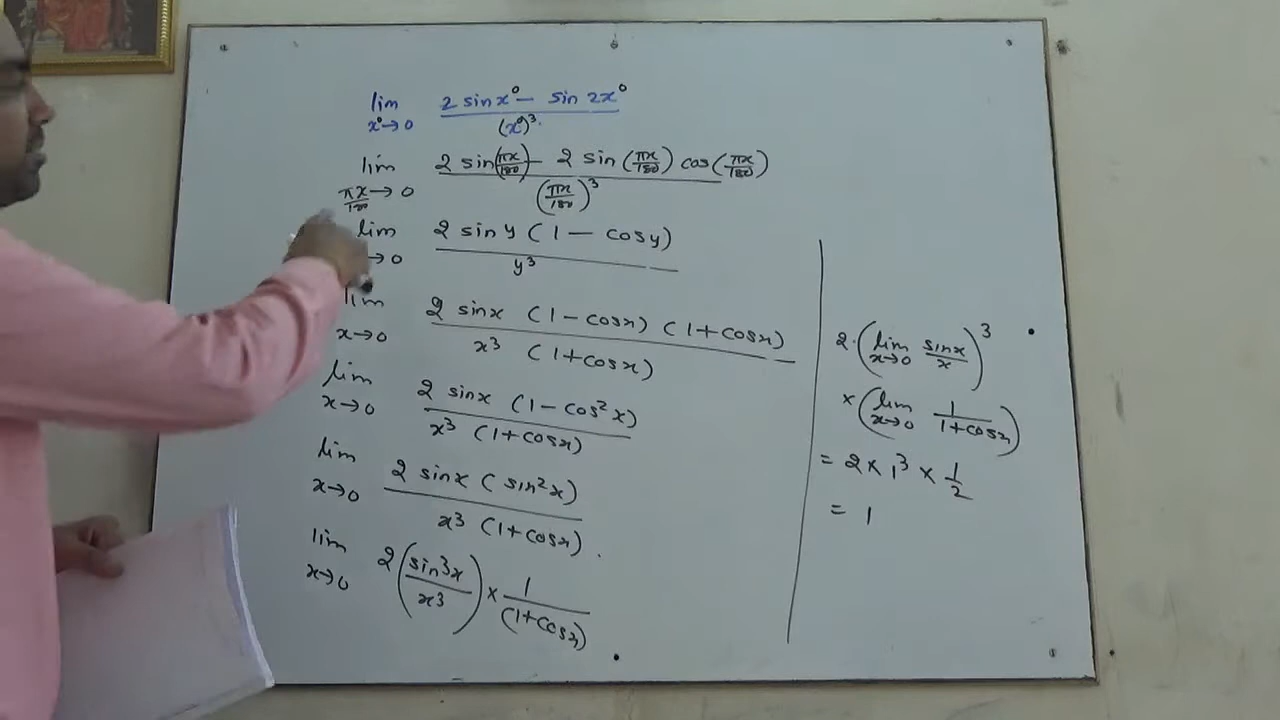 lim x°→0 (2 sin x° − sin 2x°) / (x°)³.
lim πx/180→0 (2 sin(πx/180) − 2 sin(πx/180) cos(πx/180)) / (πx/180)³
lim →0 2 sin y (1 − cos y) / y³
lim x→0 2 sin x (1 − cos x) (1 + cos x) / x³ (1 + cos x)
lim x→0 2 sin x (1 − cos² x) / x³ (1 + cos x)
lim x→0 2 sin x (sin² x) / x³ (1 + cos x).
lim x→0 2 (sin³x / x³) × 1 / (1 + cos x)
2. (lim x→0 sin x / x)³
× (lim x→0 1 / 1 + cos x)
= 2 × 1³ × 1/2
= 1